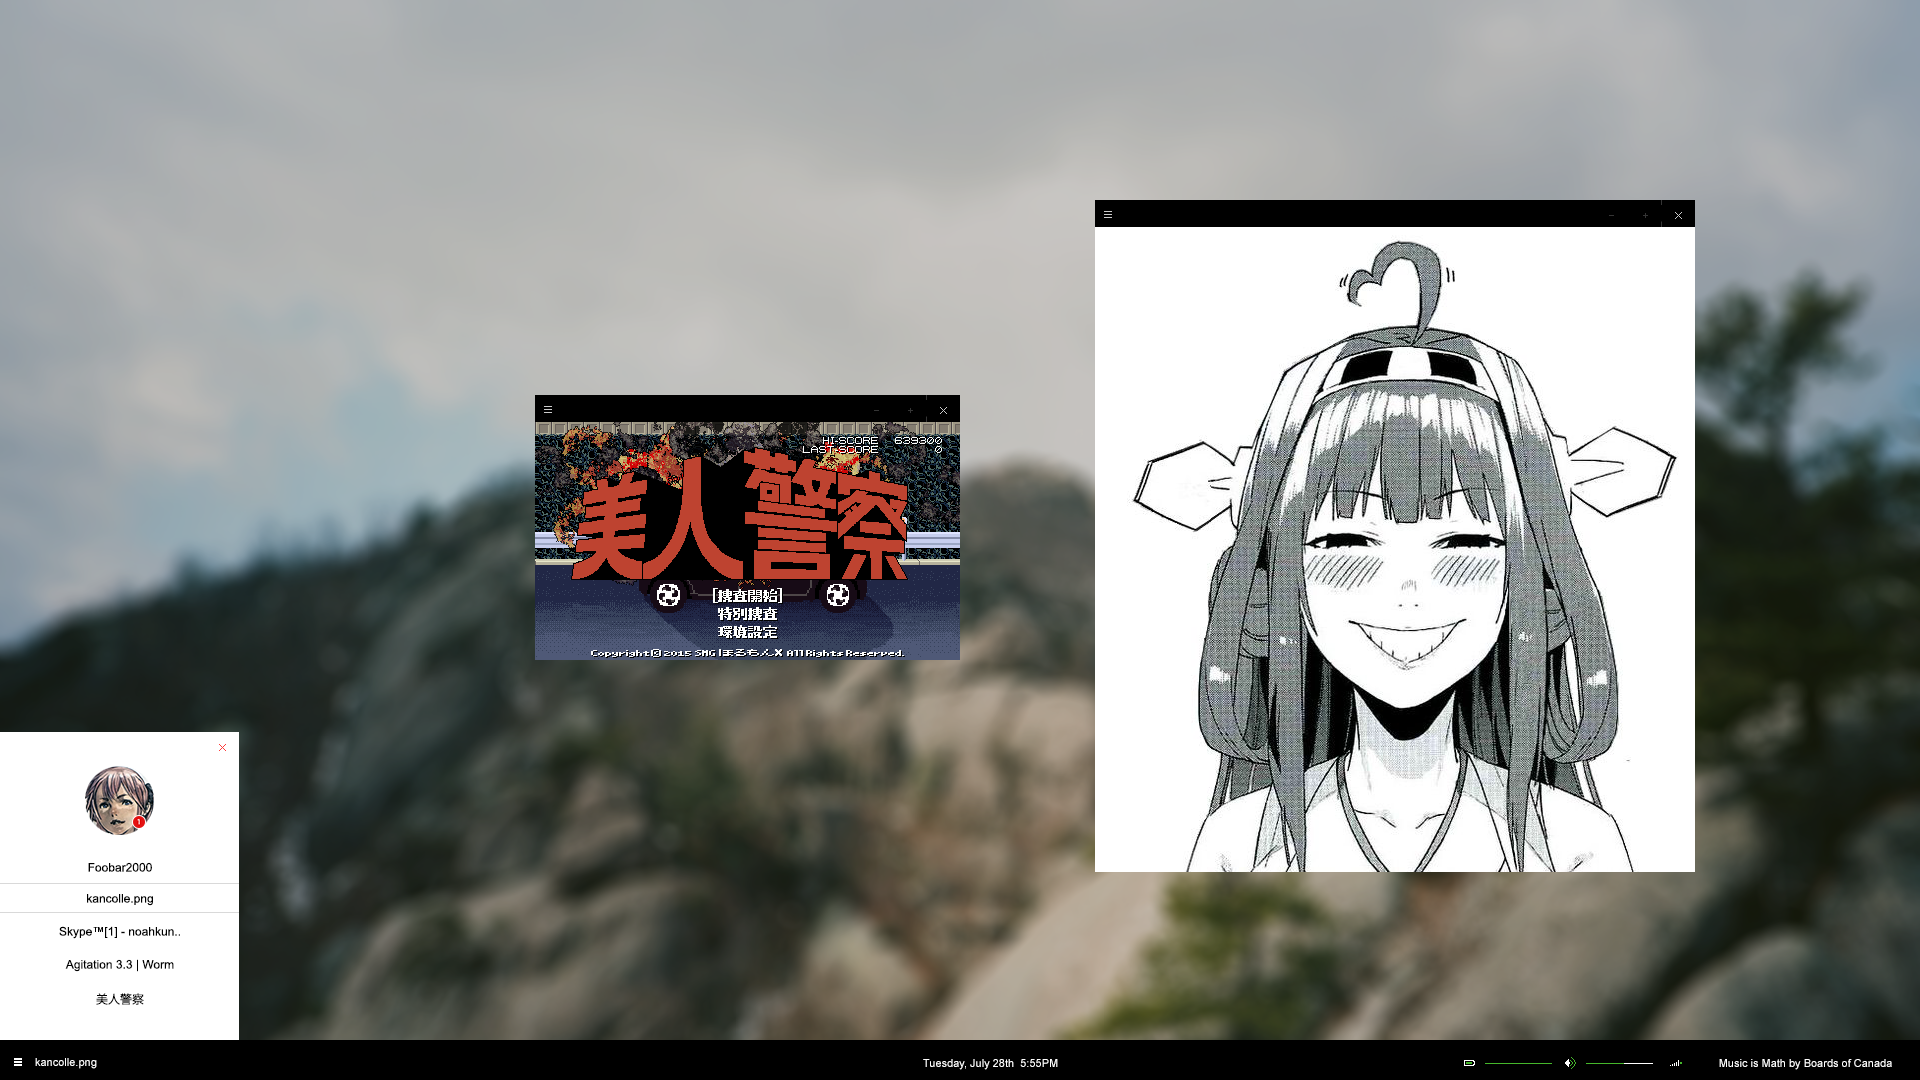 HI-SCORE 639300
LAST SCORE 0
美人警察
[捜査開始]
特別捜査
環境設定
Copyright© 2015 SMG まるもんX All Rights Reserved.
1
Foobar2000
kancolle.png
Skype™[1] - noahkun..
Agitation 3.3 | Worm
美人警察
kancolle.png
Tuesday, July 28th 5:55PM
Music is Math by Boards of Canada